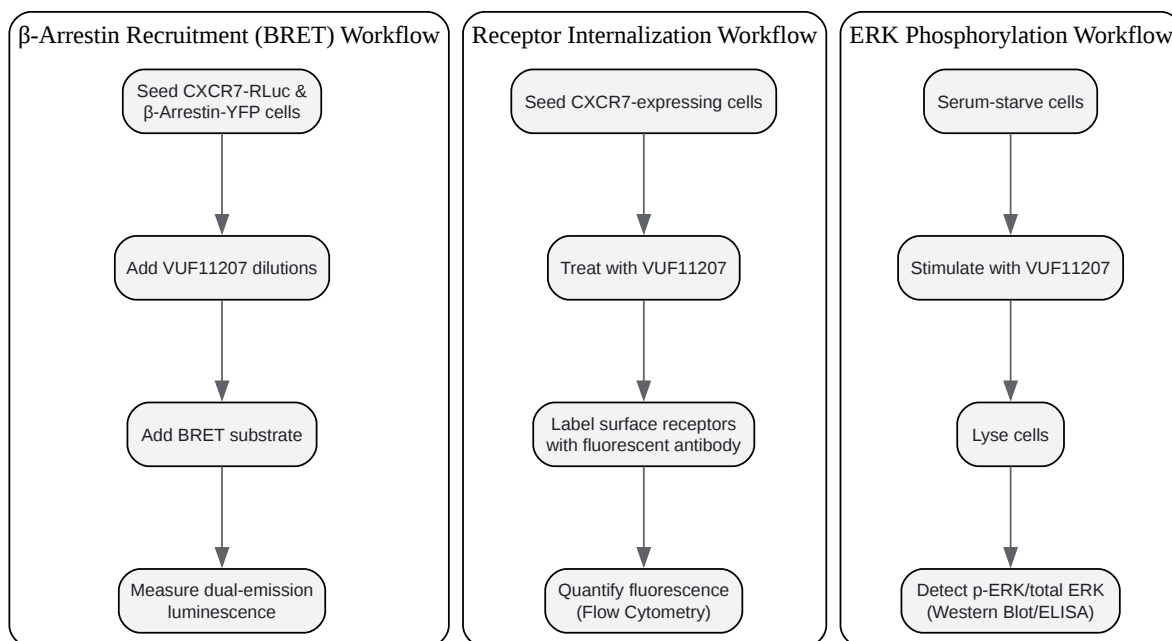 β-Arrestin Recruitment (BRET) Workflow
Seed CXCR7-RLuc &
β-Arrestin-YFP cells
Add VUF11207 dilutions
Add BRET substrate
Measure dual-emission
luminescence
Receptor Internalization Workflow
Seed CXCR7-expressing cells
Treat with VUF11207
Label surface receptors
with fluorescent antibody
Quantify fluorescence
(Flow Cytometry)
ERK Phosphorylation Workflow
Serum-starve cells
Stimulate with VUF11207
Lyse cells
Detect p-ERK/total ERK
(Western Blot/ELISA)